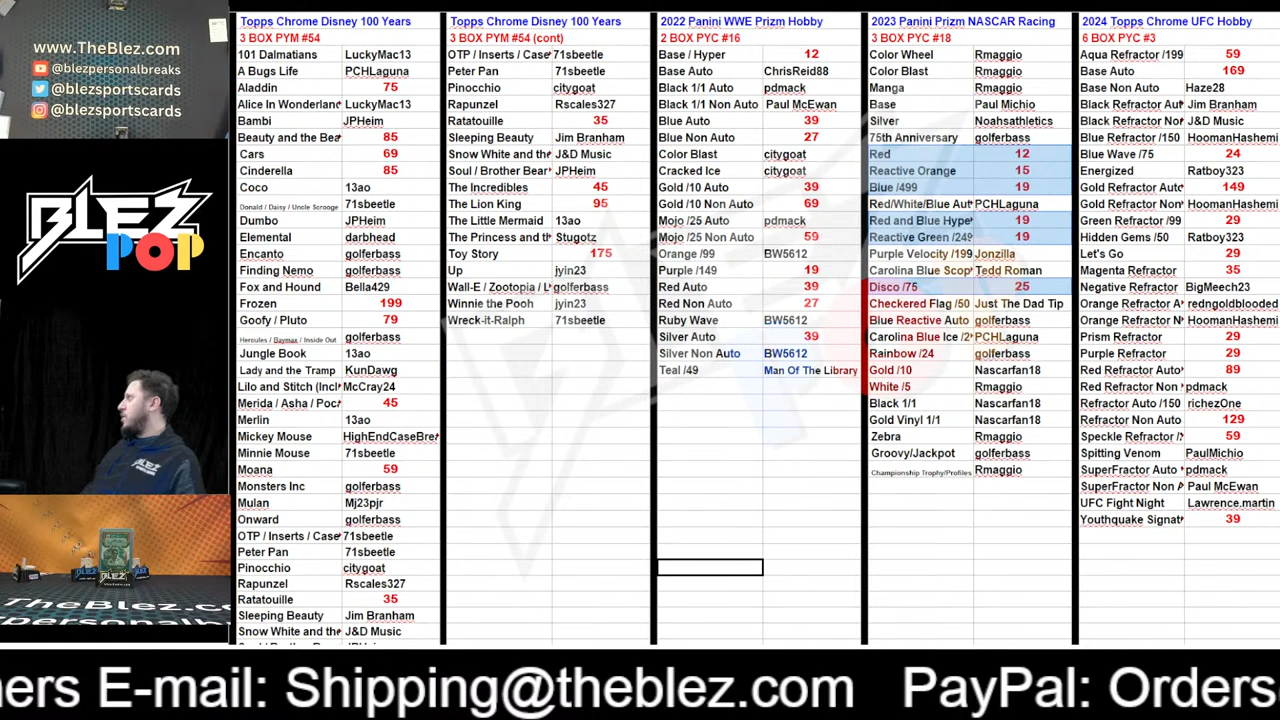 www.TheBlez.com
@blezpersonalbreaks
@blezsportscards
BLEZ
POP
BLEZ
BLEZ
TheBlez.c
Topps Chrome Disney 100 Years
3 BOX PYM #54
101 Dalmatians LuckyMac13
A Bugs Life PCHLaguna
Aladdin 75
Alice In Wonderlan LuckyMac13
Bambi JPHeim
Beauty and the Bea 85
Cars 69
Cinderella 85
Coco 13ao
Donald / Daisy / Uncle Scrooge 71sbeetle
Dumbo JPHeim
Elemental darbhead
Encanto golferbass
Finding Nemo golferbass
Fox and Hound Bella429
Frozen 199
Goofy / Pluto 79
Hercules / Baymax / Inside Out golferbass
Jungle Book 13ao
Lady and the Tramp KunDawg
Lilo and Stitch (Incl McCray24
Merida / Asha / Poc 45
Merlin 13ao
Mickey Mouse HighEndCaseBre
Minnie Mouse 71sbeetle
Moana 59
Monsters Inc golferbass
Mulan Mj23pjr
Onward golferbass
OTP / Inserts / Case 71sbeetle
Peter Pan 71sbeetle
Pinocchio citygoat
Rapunzel Rscales327
Ratatouille 35
Sleeping Beauty Jim Branham
Snow White and the J&D Music
Topps Chrome Disney 100 Years
3 BOX PYM #54 (cont)
OTP / Inserts / Case 71sbeetle
Peter Pan 71sbeetle
Pinocchio citygoat
Rapunzel Rscales327
Ratatouille 35
Sleeping Beauty Jim Branham
Snow White and th J&D Music
Soul / Brother Bear JPHeim
The Incredibles 45
The Lion King 95
The Little Mermaid 13ao
The Princess and th Stugotz
Toy Story 175
Up jyin23
Wall-E / Zootopia / golferbass
Winnie the Pooh jyin23
Wreck-it-Ralph 71sbeetle
2022 Panini WWE Prizm Hobby
2 BOX PYC #16
Base / Hyper 12
Base Auto ChrisReid88
Black 1/1 Auto pdmack
Black 1/1 Non Auto Paul McEwan
Blue Auto 39
Blue Non Auto 27
Color Blast citygoat
Cracked Ice citygoat
Gold /10 Auto 39
Gold /10 Non Auto 69
Mojo /25 Auto pdmack
Mojo /25 Non Auto 59
Orange /99 BW5612
Purple /149 19
Red Auto 39
Red Non Auto 27
Ruby Wave BW5612
Silver Auto 39
Silver Non Auto BW5612
Teal /49 Man Of The Library
2023 Panini Prizm NASCAR Racing
3 BOX PYC #18
Color Wheel Rmaggio
Color Blast Rmaggio
Manga Rmaggio
Base Paul Michio
Silver Noahsathletics
75th Anniversary golferbass
Red 12
Reactive Orange 15
Blue /499 19
Red/White/Blue Au PCHLaguna
Red and Blue Hype 19
Reactive Green /249 19
Purple Velocity /199 Jonzilla
Carolina Blue Scop Tedd Roman
Disco /75 25
Checkered Flag /50 Just The Dad Tip
Blue Reactive Auto golferbass
Carolina Blue Ice /2 PCHLaguna
Rainbow /24 golferbass
Gold /10 Nascarfan18
White /5 Rmaggio
Black 1/1 Nascarfan18
Gold Vinyl 1/1 Nascarfan18
Zebra Rmaggio
Groovy/Jackpot golferbass
Championship Trophy/Profiles Rmaggio
2024 Topps Chrome UFC Hobby
6 BOX PYC #3
Aqua Refractor /199 59
Base Auto 169
Base Non Auto Haze28
Black Refractor Au Jim Branham
Black Refractor No J&D Music
Blue Refractor /150 HoomanHashemi
Blue Wave /75 24
Energized Ratboy323
Gold Refractor Aut 149
Gold Refractor Non HoomanHashemi
Green Refractor /99 29
Hidden Gems /50 Ratboy323
Let's Go 29
Magenta Refractor 35
Negative Refractor BigMeech23
Orange Refractor A redngoldblooded
Orange Refractor N HoomanHashemi
Prism Refractor 29
Purple Refractor 29
Red Refractor Auto 89
Red Refractor Non pdmack
Refractor Auto /150 richezOne
Refractor Non Auto 129
Speckle Refractor / 59
Spitting Venom PaulMichio
SuperFractor Auto pdmack
SuperFractor Non A Paul McEwan
UFC Fight Night Lawrence.martin
Youthquake Signat 39
ners E-mail: Shipping@theblez.com PayPal: Orders